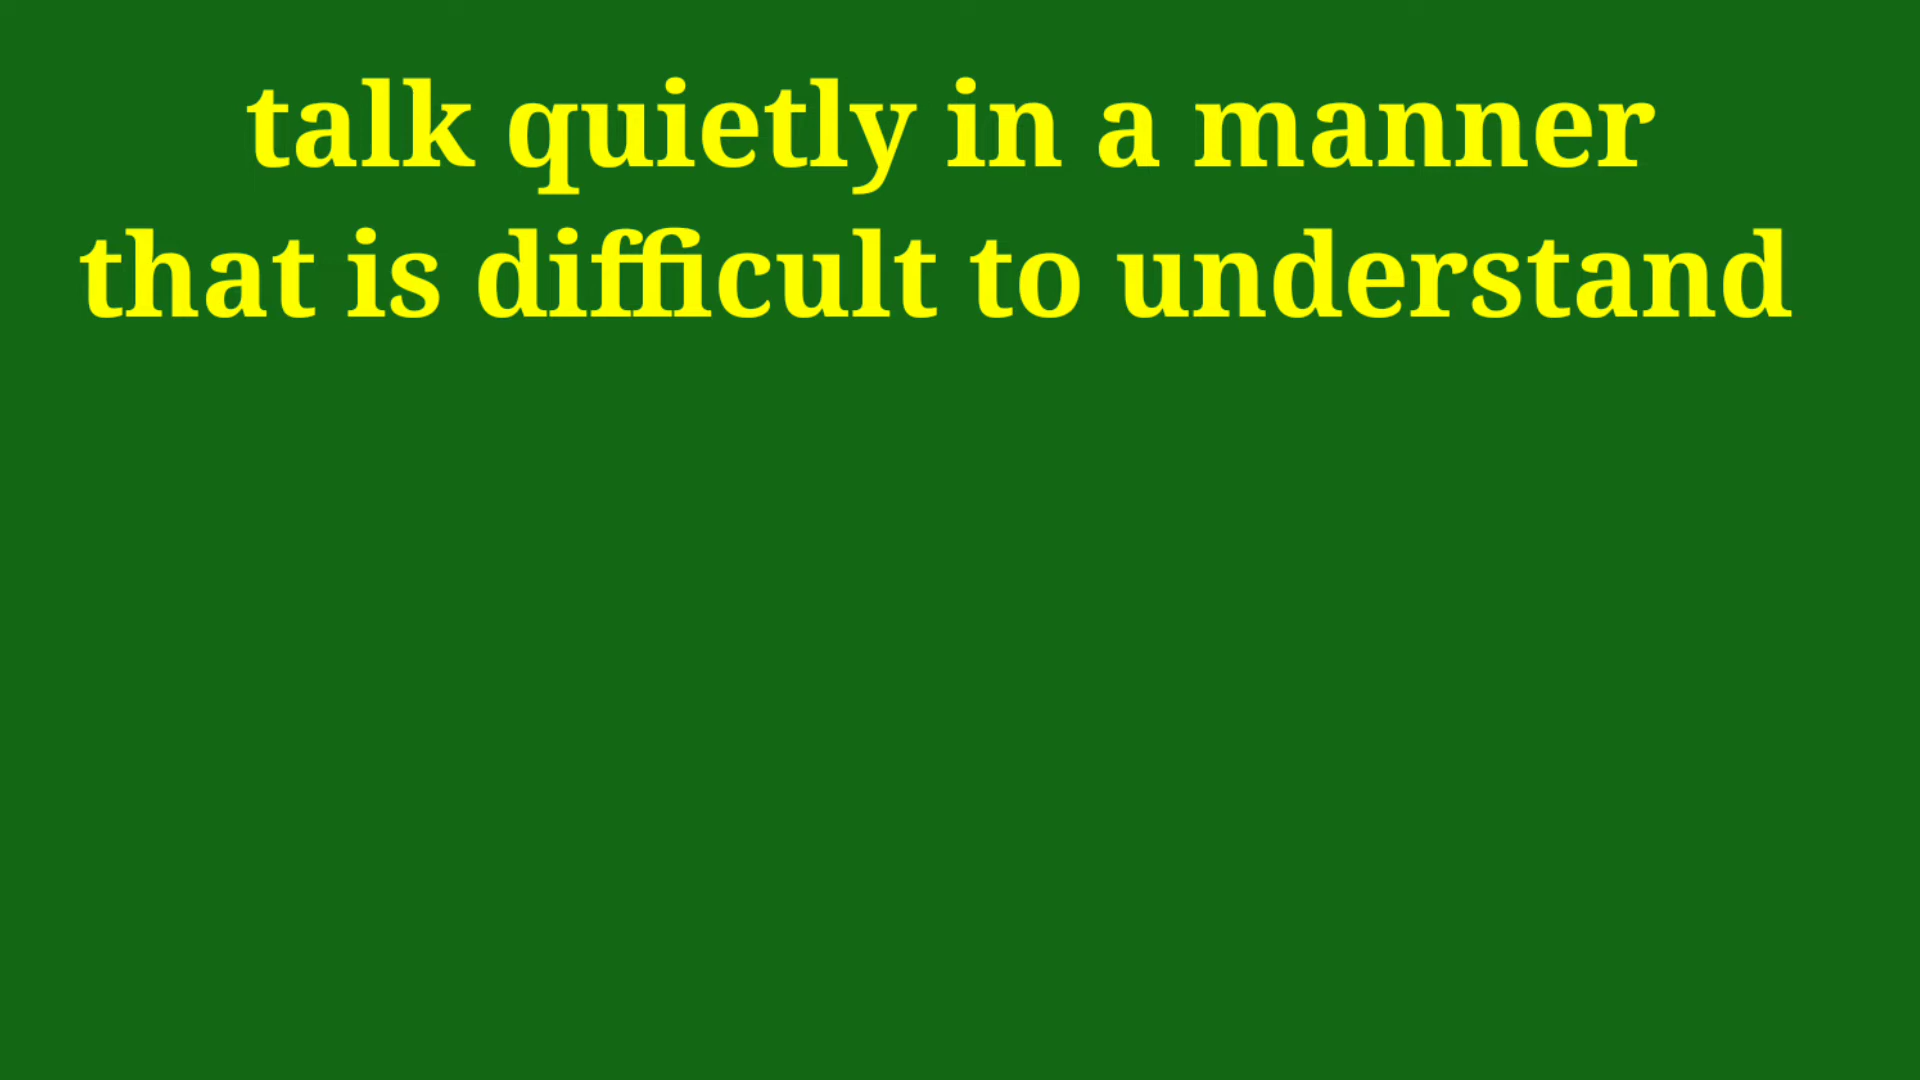 talk quietly in a manner
that is difficult to understand